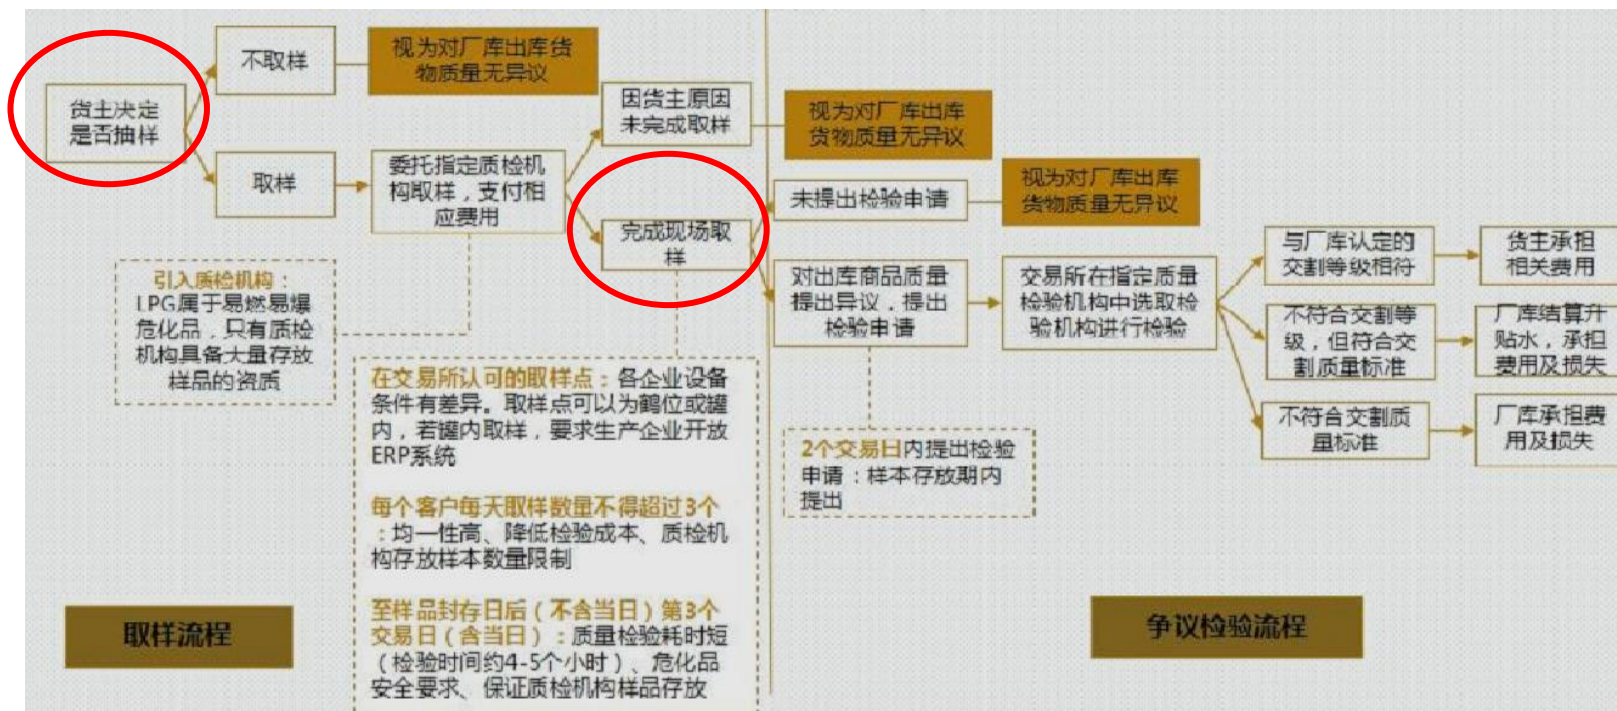 货主决定
是否抽样
不取样
视为对厂库出库货
物质量无异议
取样
委托指定质检机
构取样，支付相
应费用
引入质检机构：
LPG属于易燃易爆
危化品，只有质检
机构具备大量存放
样品的资质
因货主原因
未完成取样
视为对厂库出库
货物质量无异议
完成现场取
样
在交易所认可的取样点：各企业设备
条件有差异。取样点可以为鹤位或罐
内，若罐内取样，要求生产企业开放
ERP系统
每个客户每天取样数量不得超过3个
：均一性高、降低检验成本、质检机
构存放样本数量限制
至样品封存日后（不含当日）第3个
交易日（含当日）：质量检验耗时短
（检验时间约4-5个小时）、危化品
安全要求、保证质检机构样品存放
取样流程
未提出检验申请
视为对厂库出库
货物质量无异议
对出库商品质量
提出异议，提出
检验申请
2个交易日内提出检验
申请：样本存放期内
提出
交易所在指定质量
检验机构中选取检
验机构进行检验
与厂库认定的
交割等级相符
货主承担
相关费用
不符合交割等
级，但符合交
割质量标准
厂库结算升
贴水，承担
费用及损失
不符合交割质
量标准
厂库承担费
用及损失
争议检验流程